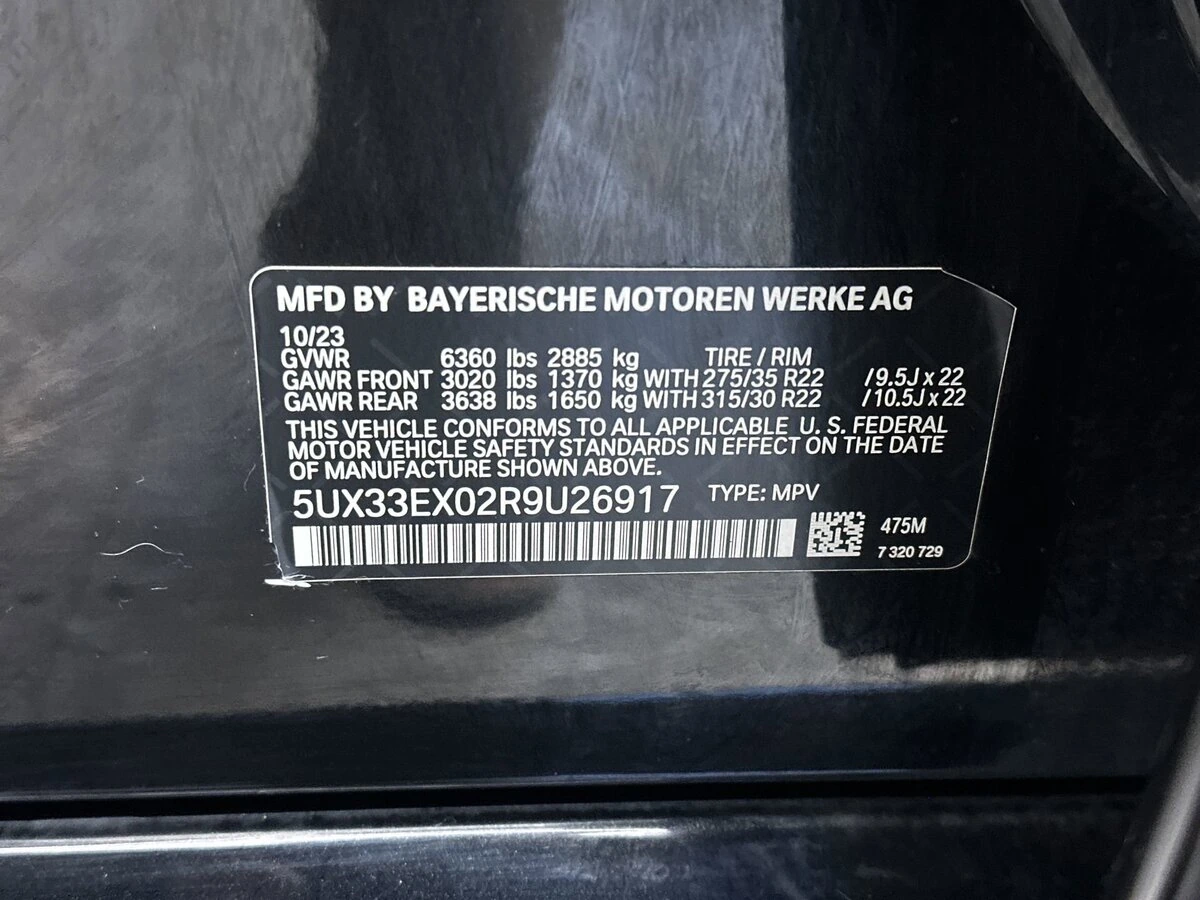 MFD BY BAYERISCHE MOTOREN WERKE AG
10/23
GVWR 6360 lbs 2885 kg TIRE / RIM
GAWR FRONT 3020 lbs 1370 kg WITH 275/35 R22 /9.5J x 22
GAWR REAR 3638 lbs 1650 kg WITH 315/30 R22 /10.5J x 22
THIS VEHICLE CONFORMS TO ALL APPLICABLE U. S. FEDERAL
MOTOR VEHICLE SAFETY STANDARDS IN EFFECT ON THE DATE
OF MANUFACTURE SHOWN ABOVE.
5UX33EX02R9U26917 TYPE: MPV
475M
7 320 729